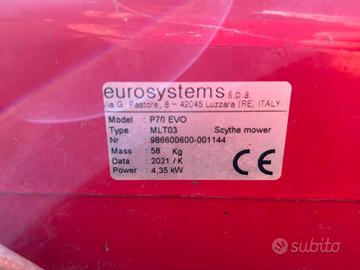 eurosystems s.p.a.
Via G. Pastore, 8 - 42045 Luzzara (RE) ITALY
Model : P70 EVO
Type : MLT03 Scythe mower
Nr : 986600600-001144
Mass : 58 Kg
Data : 2021 / K
Power : 4,35 kW
CE
subito